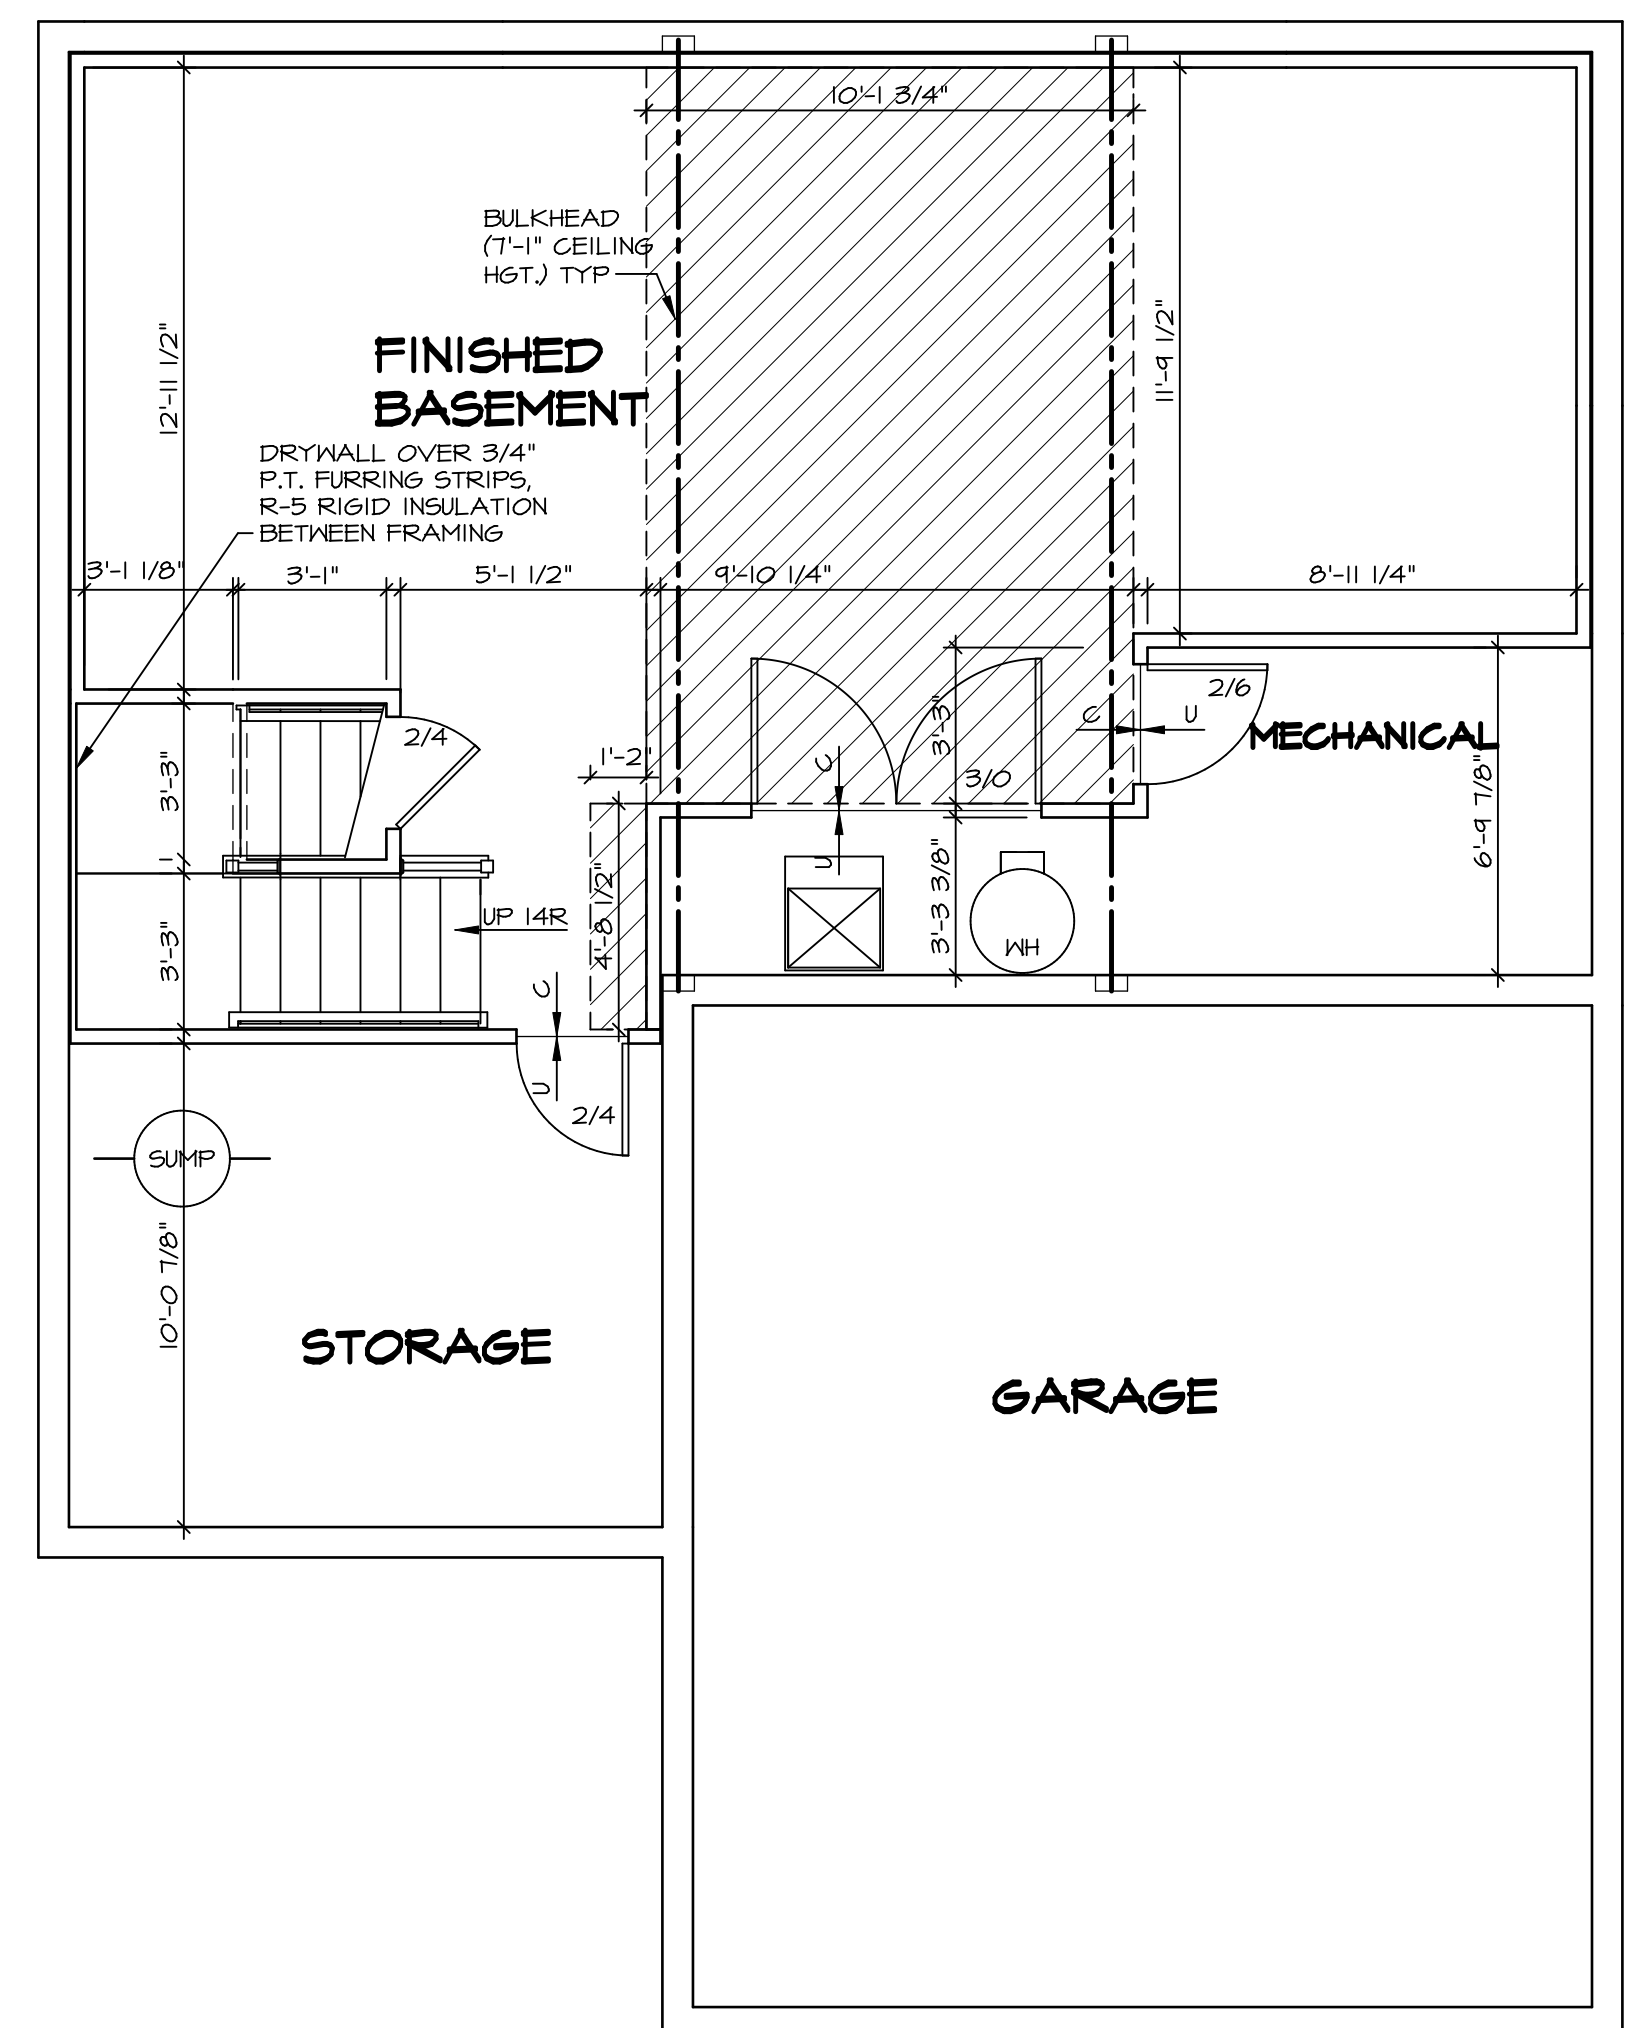 10'-1 3/4"
BULKHEAD
(7'-1" CEILING
HGT.) TYP
12'-11 1/2"
11'-9 1/2"
FINISHED
BASEMENT
DRYWALL OVER 3/4"
P.T. FURRING STRIPS,
R-5 RIGID INSULATION
BETWEEN FRAMING
3'-1 1/8"
3'-1"
5'-1 1/2"
9'-10 1/4"
8'-11 1/4"
2/6
C
U
MECHANICAL
2/4
3'-3"
1'-2"
C
3'-3"
3/0
6'-9 7/8"
U
4'-8 1/2"
3'-3 3/8"
WH
UP 14R
3'-3"
C
U
2/4
SUMP
10'-0 7/8"
STORAGE
GARAGE